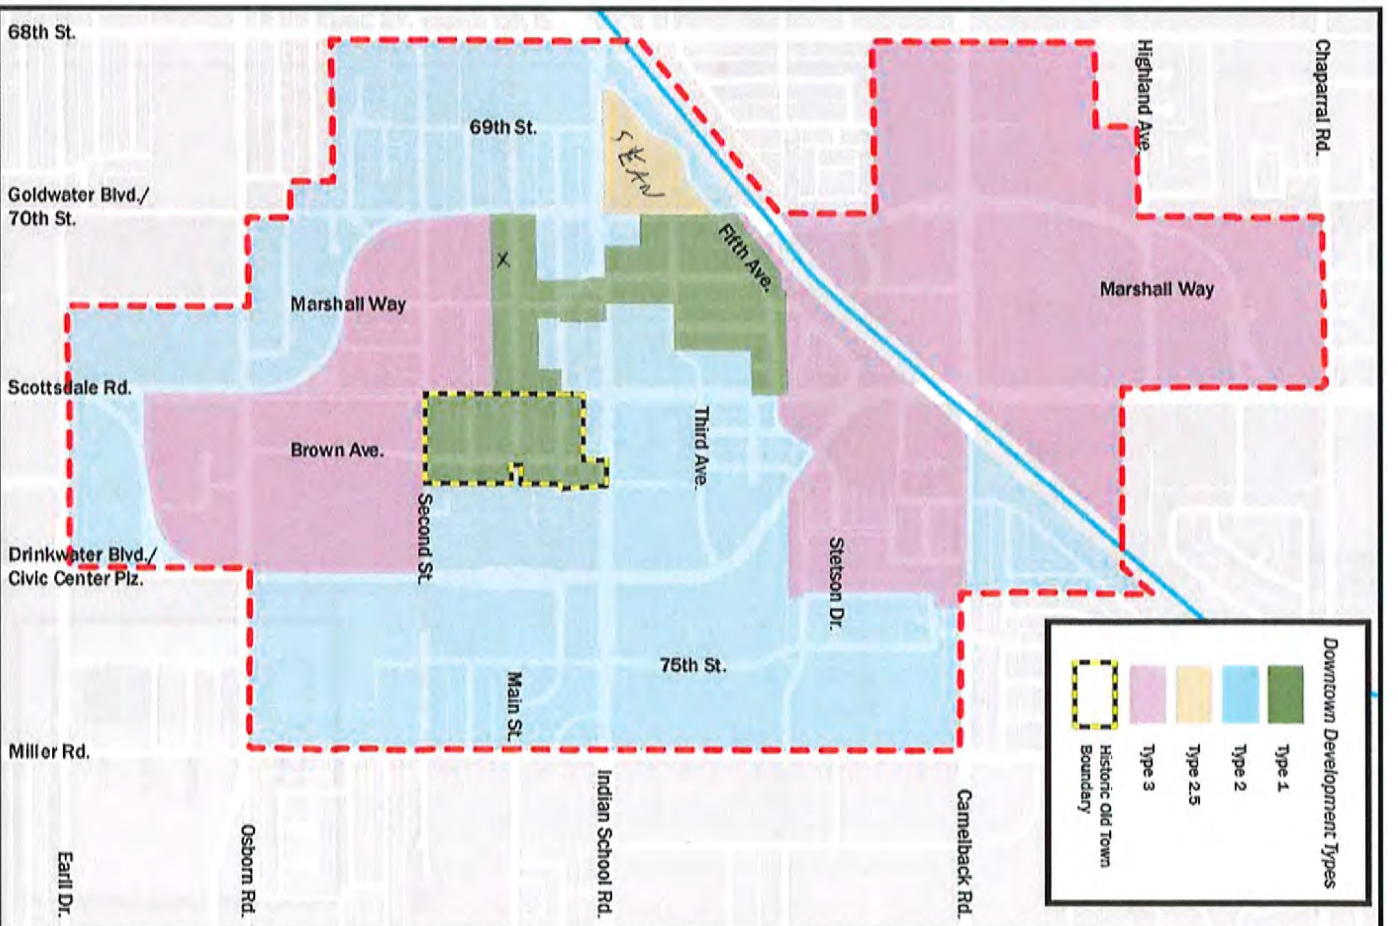 68th St.
Goldwater Blvd./
70th St.
Scottsdale Rd.
Drinkwater Blvd./
Civic Center Plz.
Miller Rd.
69th St.
SEAN
x
Marshall Way
Fifth Ave.
Marshall Way
Highland Ave.
Chaparral Rd.
Brown Ave.
Third Ave.
Second St.
Stetson Dr.
75th St.
Main St.
Earll Dr.
Osborn Rd.
Indian School Rd.
Camelback Rd.
Downtown Development Types
Type 1
Type 2
Type 2.5
Type 3
Historic Old Town
Boundary